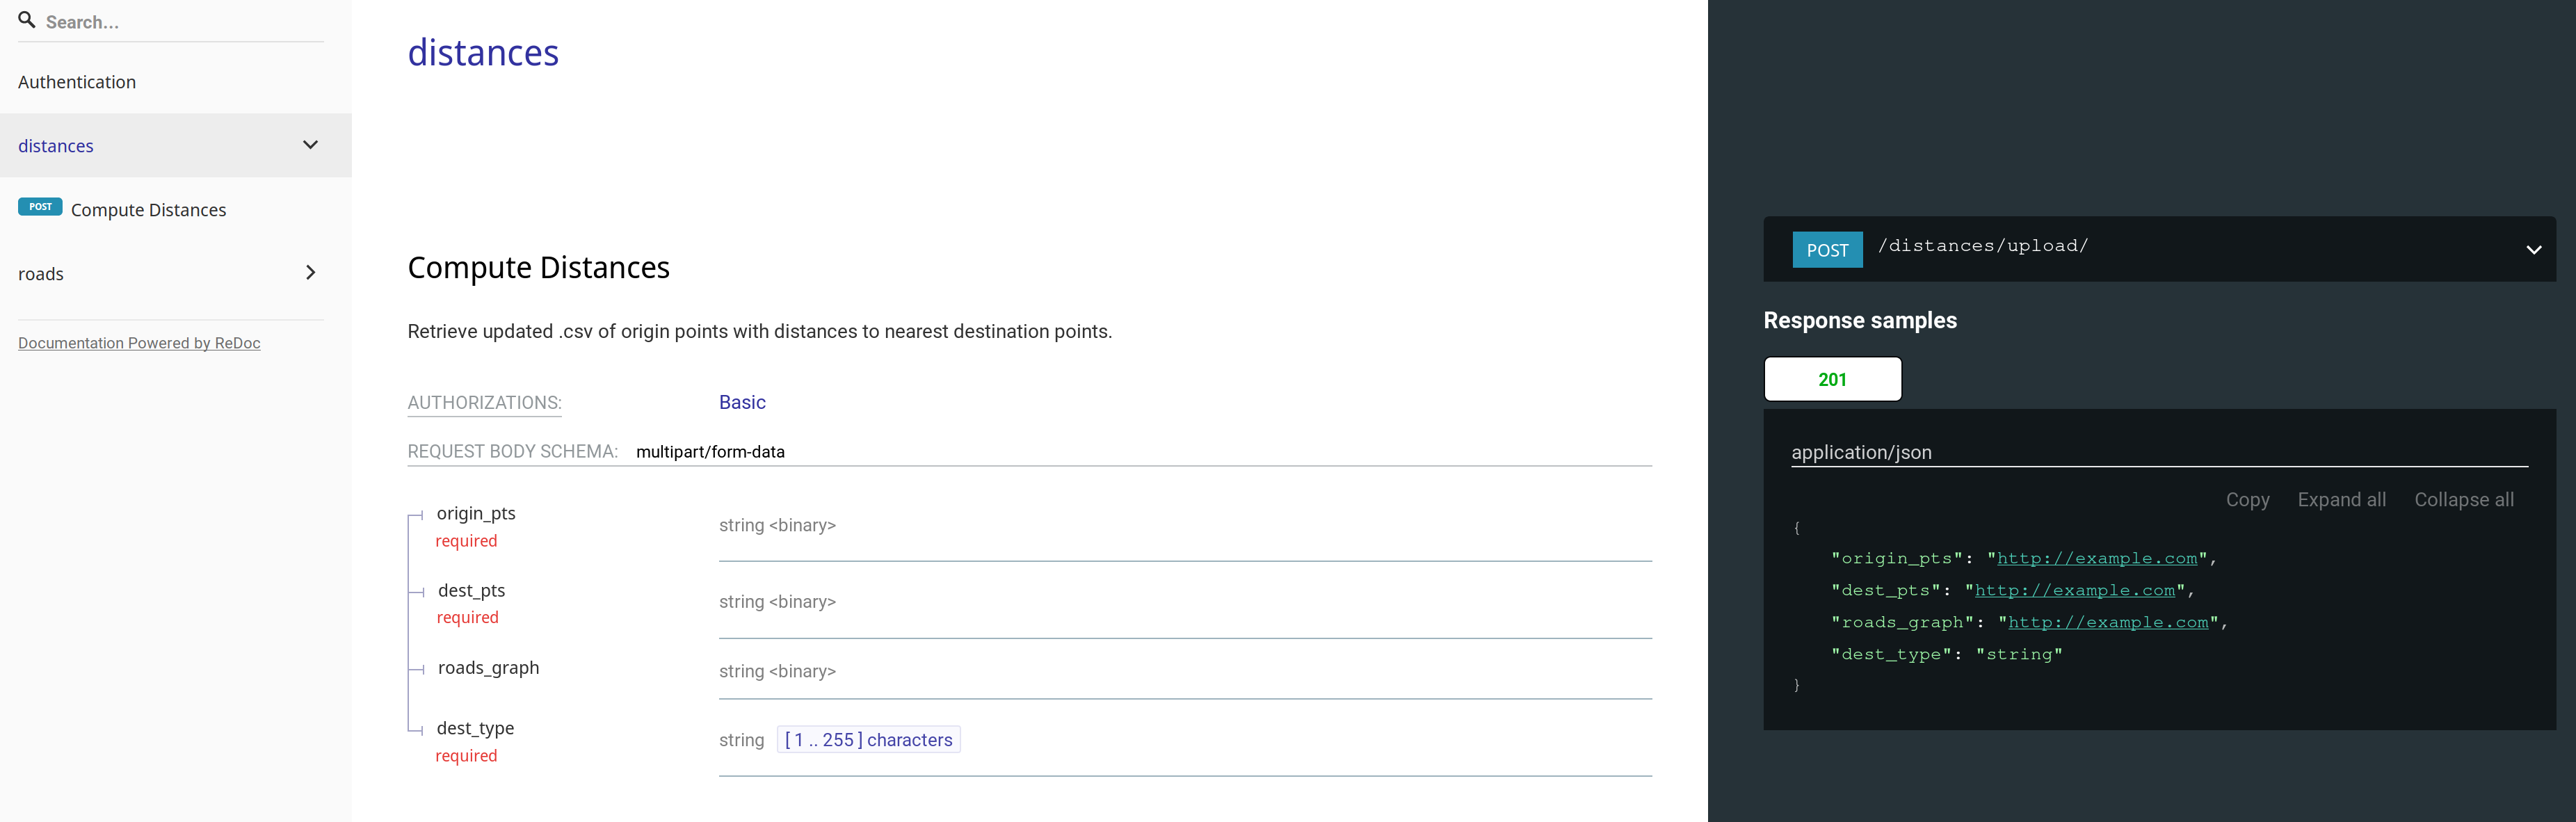 Search...
Authentication
distances
POST Compute Distances
roads
Documentation Powered by ReDoc
distances
Compute Distances
Retrieve updated .csv of origin points with distances to nearest destination points.
AUTHORIZATIONS: Basic
REQUEST BODY SCHEMA: multipart/form-data
origin_pts
required
string <binary>
dest_pts
required
string <binary>
roads_graph
string <binary>
dest_type
required
string [ 1 .. 255 ] characters
POST /distances/upload/
Response samples
201
application/json
Copy Expand all Collapse all
{
"origin_pts": "http://example.com",
"dest_pts": "http://example.com",
"roads_graph": "http://example.com",
"dest_type": "string"
}